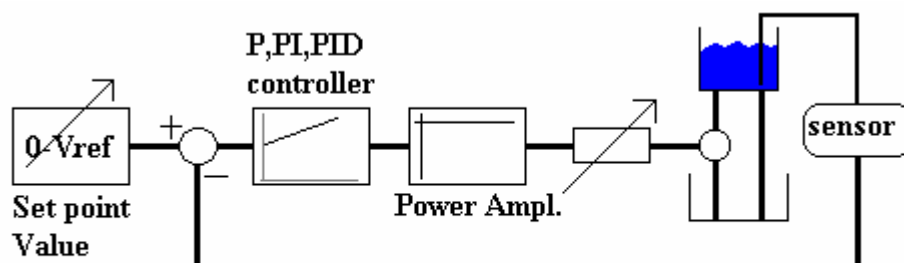 P,PI,PID
controller
0-Vref
+
−
sensor
Set point
Value
Power Ampl.